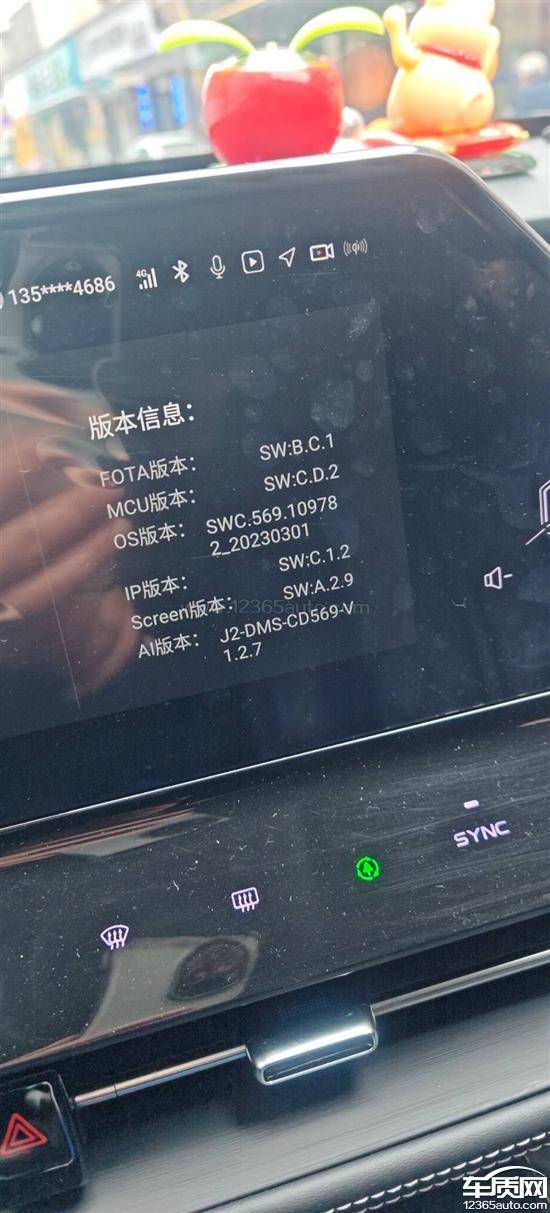 135****4686
4G
版本信息：
FOTA版本： SW:B.C.1
MCU版本： SW:C.D.2
OS版本： SWC.569.10978
2_20230301
IP版本： SW:C.1.2
Screen版本： SW:A.2.9
AI版本： J2-DMS-CD569-V
1.2.7
www.12365auto.com
SYNC
车质网
12365auto.com